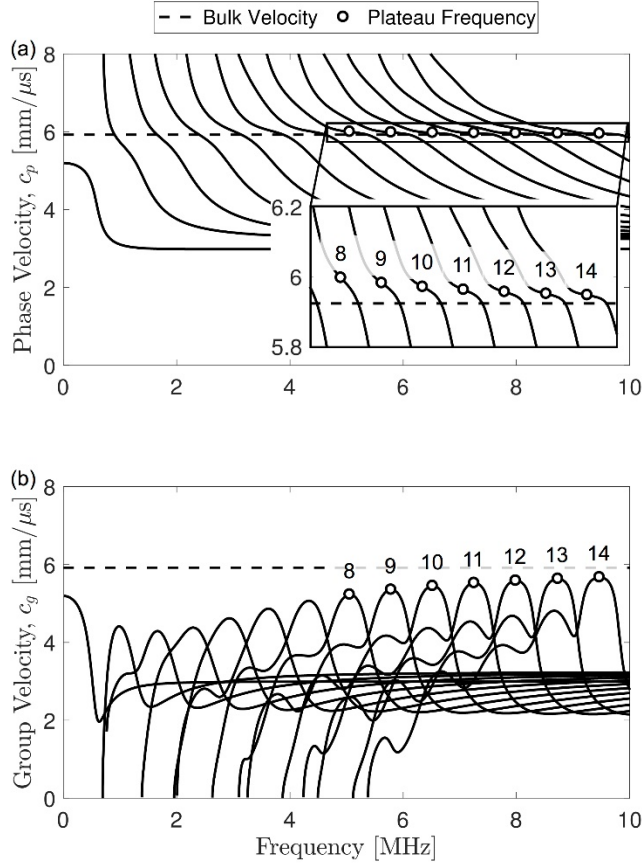 Bulk Velocity Plateau Frequency
(a)
8
6
4
2
0
Phase Velocity, c_p [mm/μs]
6.2
6
5.8
8 9 10 11 12 13 14
0 2 4 6 8 10
(b)
8
6
4
2
0
Group Velocity, c_g [mm/μs]
8 9 10 11 12 13 14
0 2 4 6 8 10
Frequency [MHz]